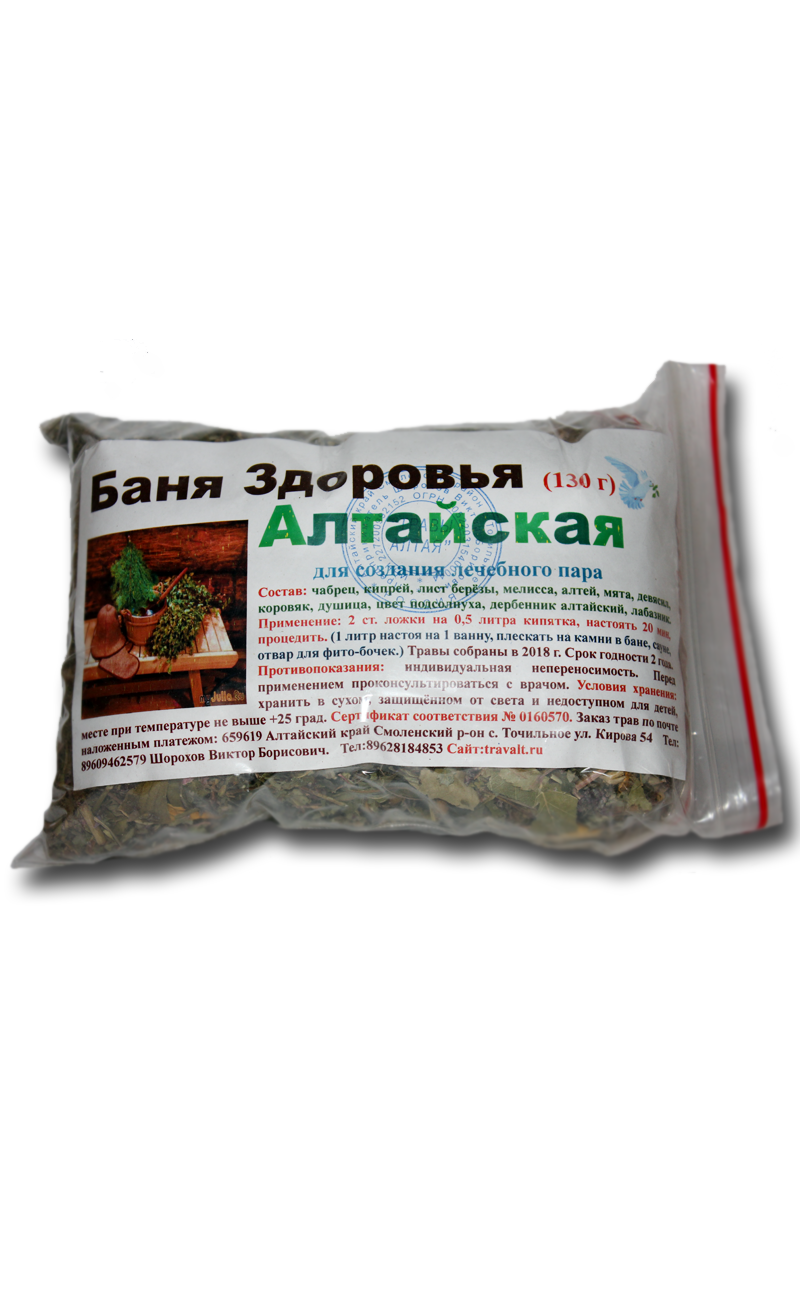 Баня Здоровья (130 г)
Алтайская
для создания лечебного пара
Состав: чабрец, кипрей, лист берёзы, мелисса, алтей, мята, девясил,
коровяк, душица, цвет подсолнуха, дербенник алтайский, лабазник.
Применение: 2 ст. ложки на 0,5 литра кипятка, настоять 20 мин,
процедить. (1 литр настоя на 1 ванну, плескать на камни в бане, сауне,
отвар для фито-бочек.) Травы собраны в 2018 г. Срок годности 2 года.
Противопоказания: индивидуальная непереносимость. Перед
применением проконсультироваться с врачом. Условия хранения:
хранить в сухом, защищённом от света и недоступном для детей,
месте при температуре не выше +25 град. Сертификат соответствия № 0160570. Заказ трав по почте
наложенным платежом: 659619 Алтайский край Смоленский р-он с. Точильное ул. Кирова 54 Тел:
89609462579 Шорохов Виктор Борисович. Тел:89628184853 Сайт:travalt.ru
АЛТАЯ